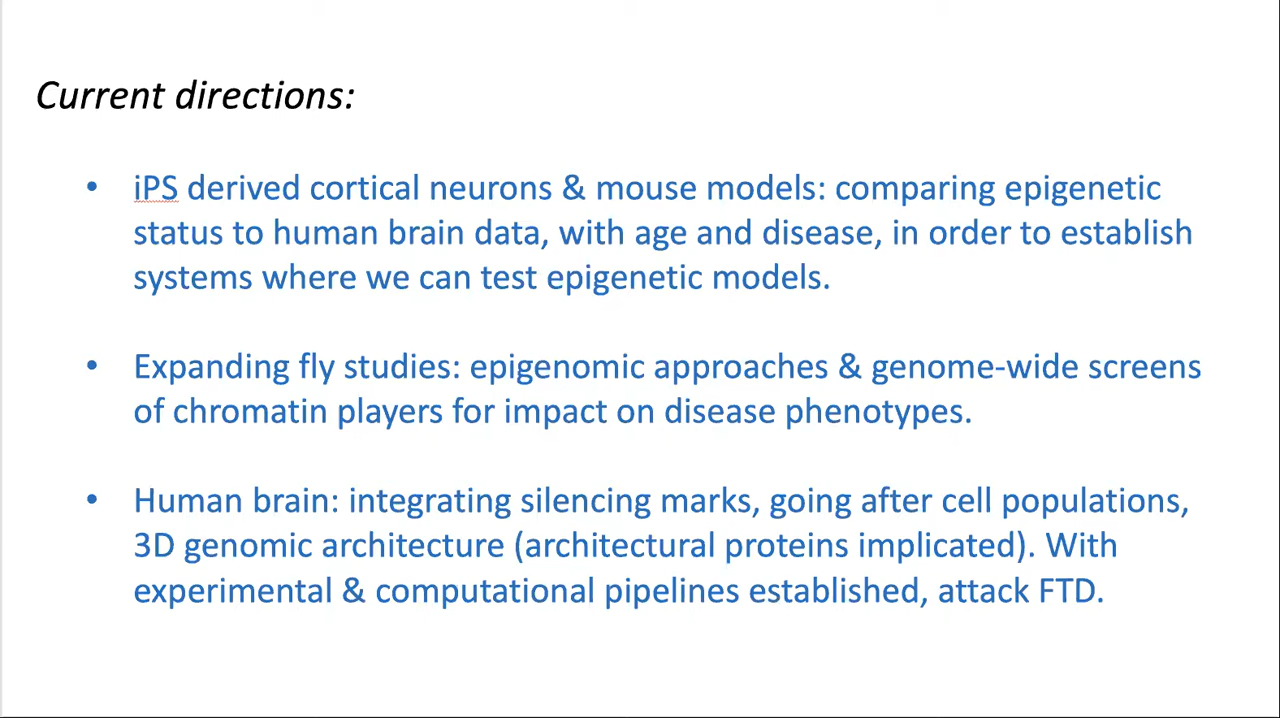 Current directions:
• iPS derived cortical neurons & mouse models: comparing epigenetic
status to human brain data, with age and disease, in order to establish
systems where we can test epigenetic models.
• Expanding fly studies: epigenomic approaches & genome-wide screens
of chromatin players for impact on disease phenotypes.
• Human brain: integrating silencing marks, going after cell populations,
3D genomic architecture (architectural proteins implicated). With
experimental & computational pipelines established, attack FTD.